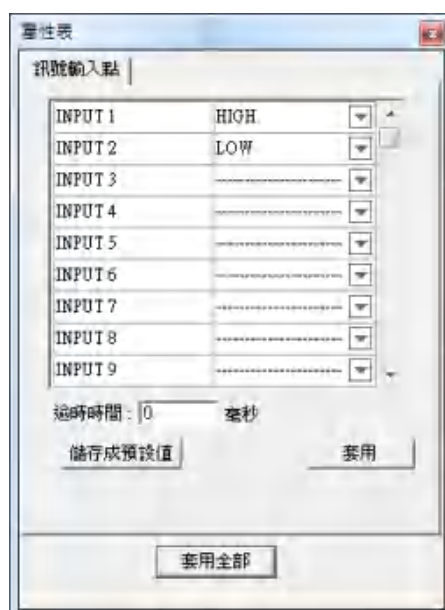 屬性表
訊號輸入點
INPUT 1 HIGH
INPUT 2 LOW
INPUT 3 --------------------
INPUT 4 --------------------
INPUT 5 --------------------
INPUT 6 --------------------
INPUT 7 --------------------
INPUT 8 --------------------
INPUT 9 --------------------
逾時時間 : 0 毫秒
儲存成預設值 套用
套用全部